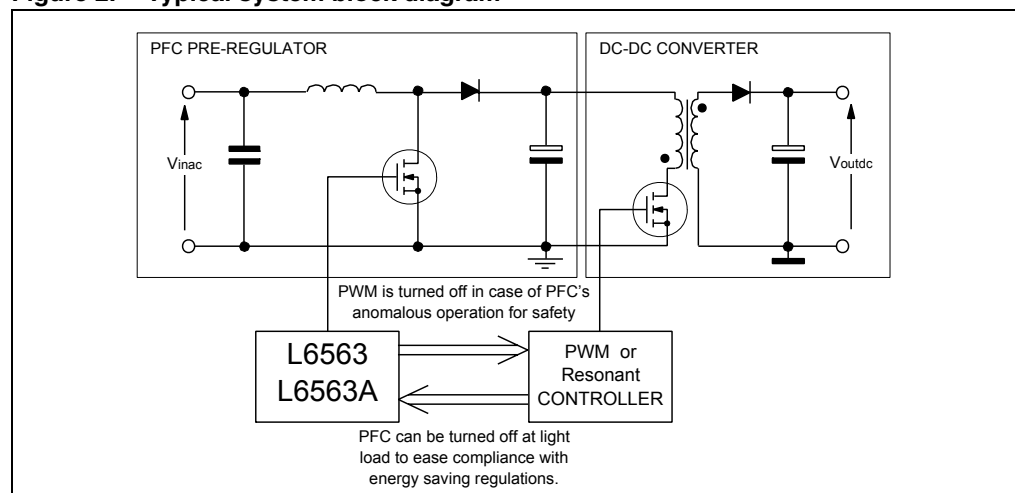 Figure 2. Typical system block diagram
PFC PRE-REGULATOR
DC-DC CONVERTER
Vinac
Voutdc
PWM is turned off in case of PFC's
anomalous operation for safety
L6563
L6563A
PWM or
Resonant
CONTROLLER
PFC can be turned off at light
load to ease compliance with
energy saving regulations.